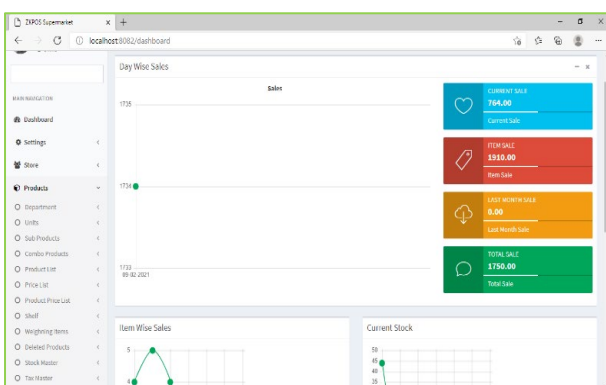 ZKPOS Supermarket
localhost:8082/dashboard
MAIN NAVIGATION
Dashboard
Settings
Store
Products
Department
Units
Sub Products
Combo Products
Product List
Price List
Product Price List
Shelf
Weighning Items
Deleted Products
Stock Master
Tax Master
Day Wise Sales
Sales
1735
1734
1733
09 02 2021
CURRENT SALE
764.00
Current Sale
ITEM SALE
1910.00
Item Sale
LAST MONTH SALE
0.00
Last Month Sale
TOTAL SALE
1750.00
Total Sale
Item Wise Sales
5
4
Current Stock
50
45
40
35